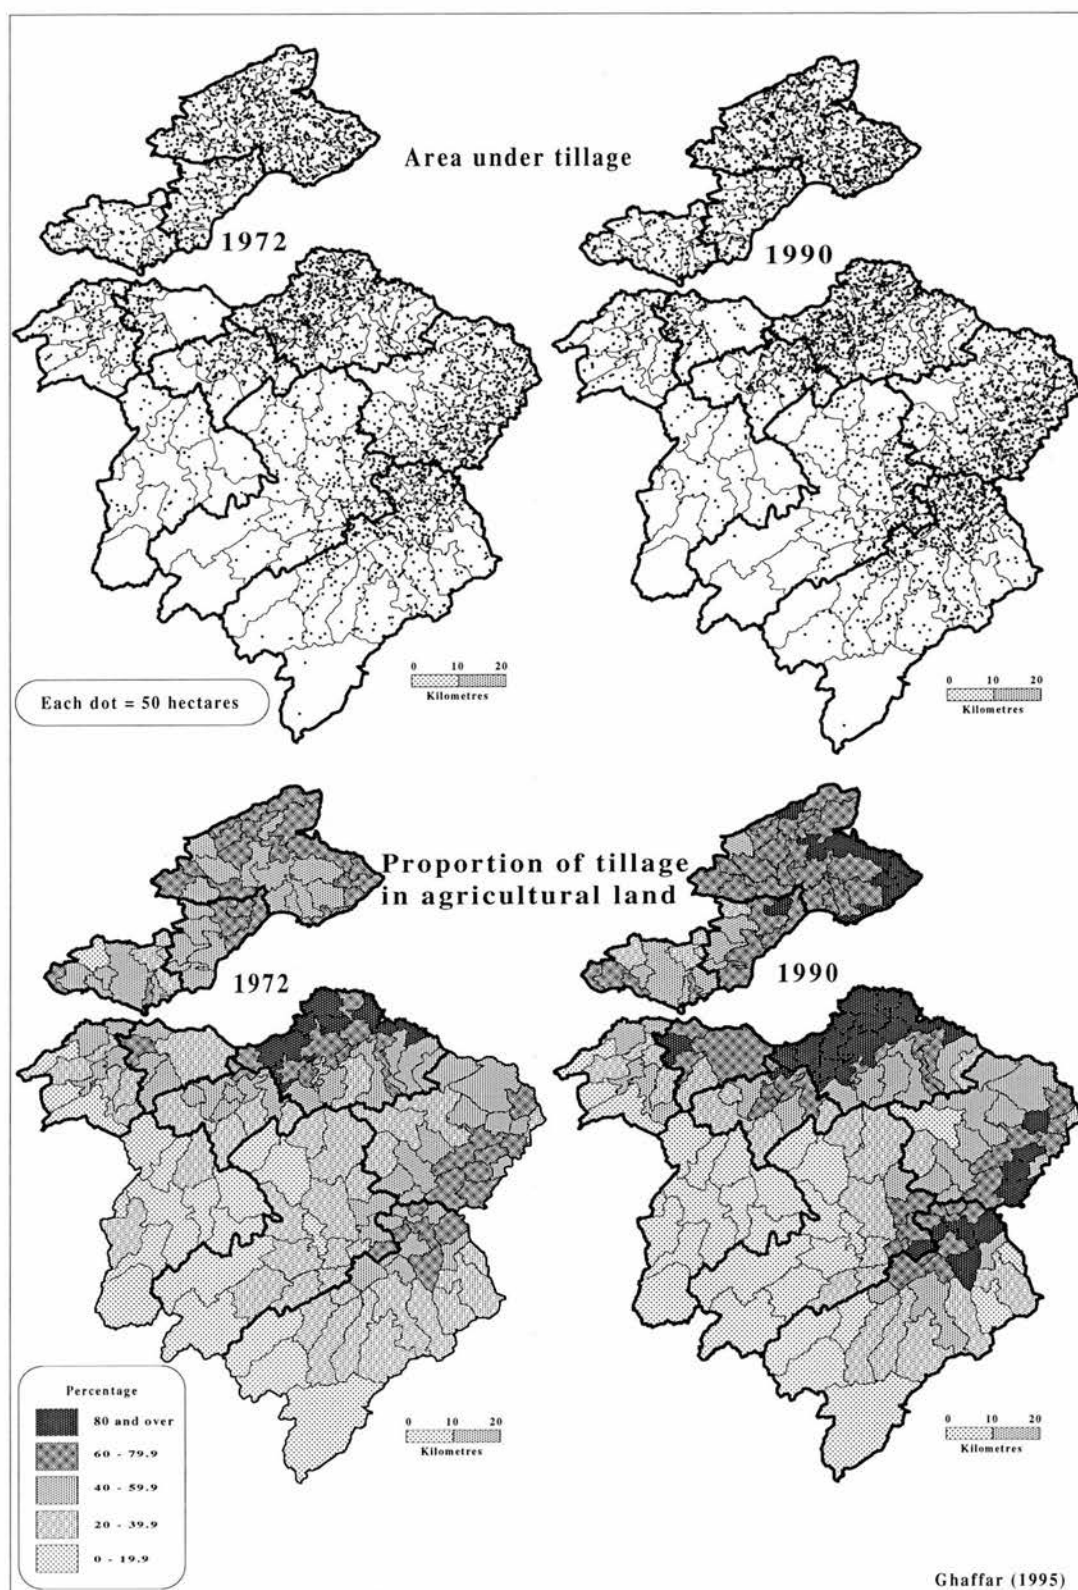 Area under tillage
1972
1990
0 10 20
Kilometres
0 10 20
Kilometres
Each dot = 50 hectares
Proportion of tillage
in agricultural land
1972
1990
Percentage
80 and over
60 - 79.9
40 - 59.9
20 - 39.9
0 - 19.9
0 10 20
Kilometres
0 10 20
Kilometres
Ghaffar (1995)